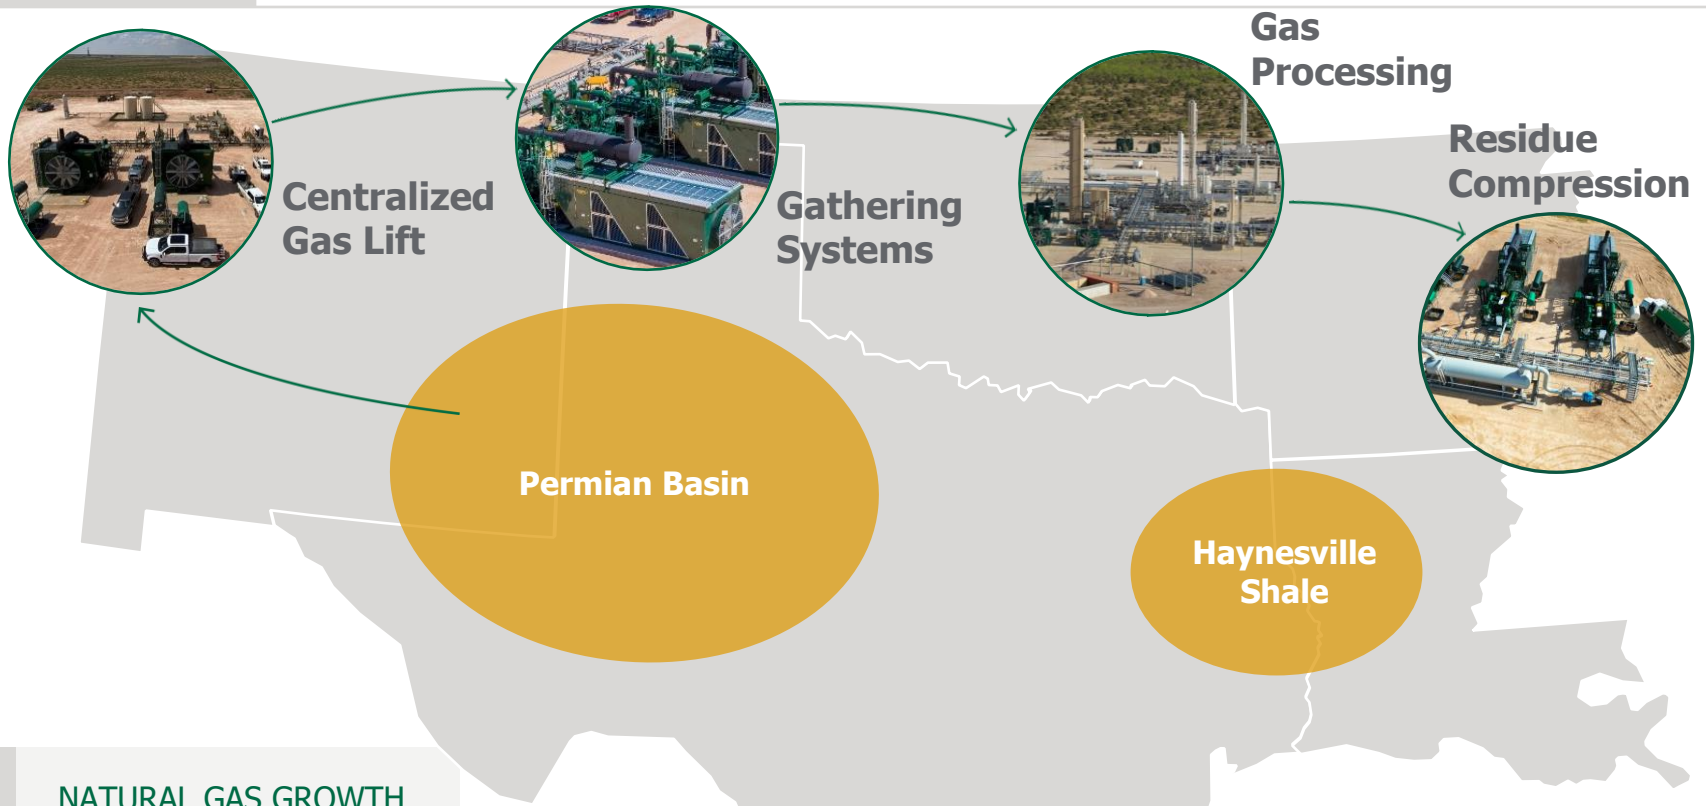 Gas
Processing
Residue
Compression
Centralized
Gas Lift
Gathering
Systems
Permian Basin
Haynesville
Shale
NATURAL GAS GROWTH